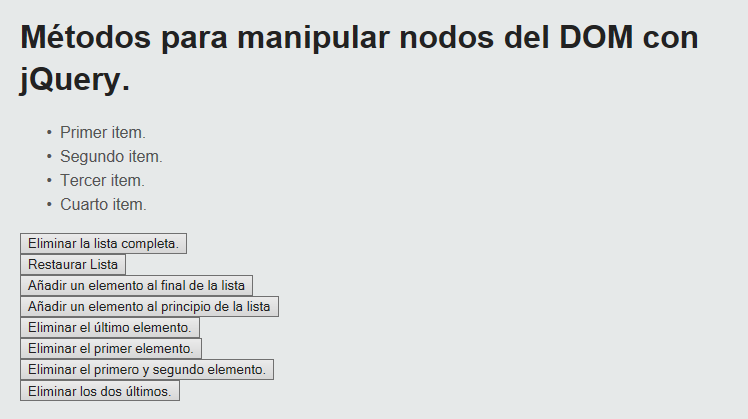 Métodos para manipular nodos del DOM con
jQuery.
• Primer item.
• Segundo item.
• Tercer item.
• Cuarto item.
Eliminar la lista completa.
Restaurar Lista
Añadir un elemento al final de la lista
Añadir un elemento al principio de la lista
Eliminar el último elemento.
Eliminar el primer elemento.
Eliminar el primero y segundo elemento.
Eliminar los dos últimos.